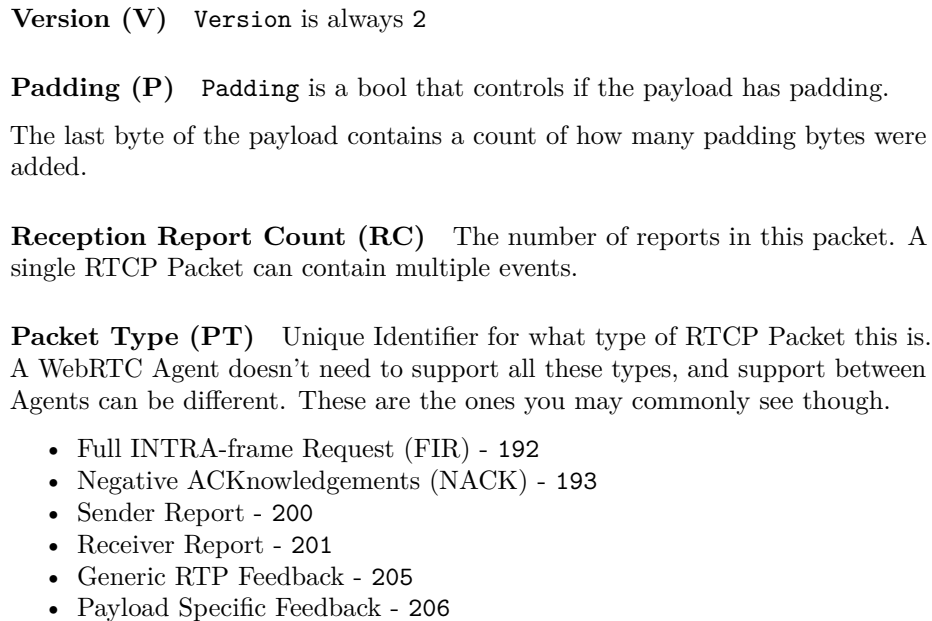 Version (V) Version is always 2
Padding (P) Padding is a bool that controls if the payload has padding.
The last byte of the payload contains a count of how many padding bytes were
added.
Reception Report Count (RC) The number of reports in this packet. A
single RTCP Packet can contain multiple events.
Packet Type (PT) Unique Identifier for what type of RTCP Packet this is.
A WebRTC Agent doesn't need to support all these types, and support between
Agents can be different. These are the ones you may commonly see though.
• Full INTRA-frame Request (FIR) - 192
• Negative ACKnowledgements (NACK) - 193
• Sender Report - 200
• Receiver Report - 201
• Generic RTP Feedback - 205
• Payload Specific Feedback - 206